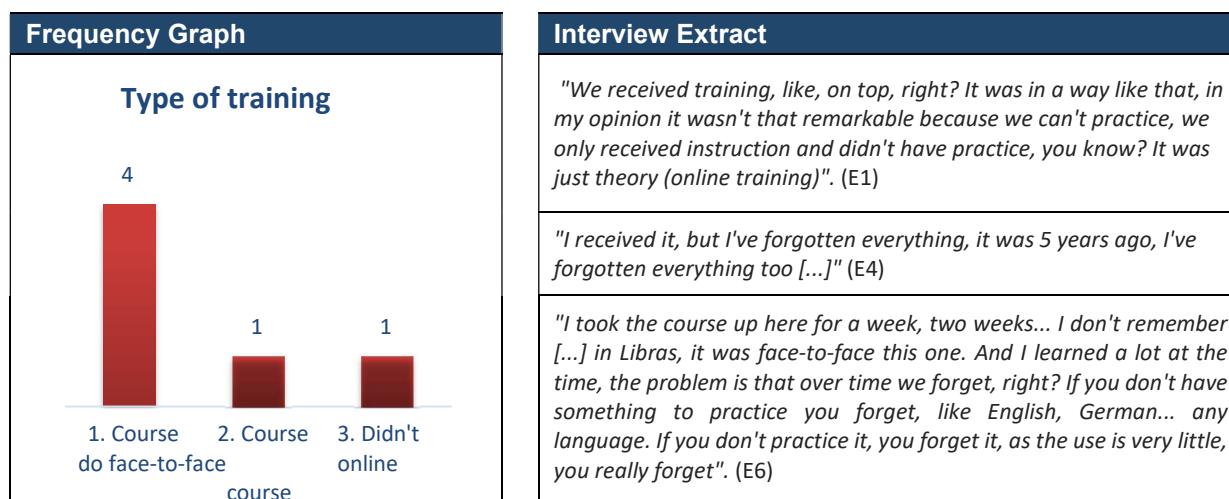 Frequency Graph
Type of training
4
1
1
1. Course 2. Course 3. Didn't
do face-to-face online
course
Interview Extract
"We received training, like, on top, right? It was in a way like that, in
my opinion it wasn't that remarkable because we can't practice, we
only received instruction and didn't have practice, you know? It was
just theory (online training)". (E1)
"I received it, but I've forgotten everything, it was 5 years ago, I've
forgotten everything too [...]" (E4)
"I took the course up here for a week, two weeks... I don't remember
[...] in Libras, it was face-to-face this one. And I learned a lot at the
time, the problem is that over time we forget, right? If you don't have
something to practice you forget, like English, German... any
language. If you don't practice it, you forget it, as the use is very little,
you really forget". (E6)